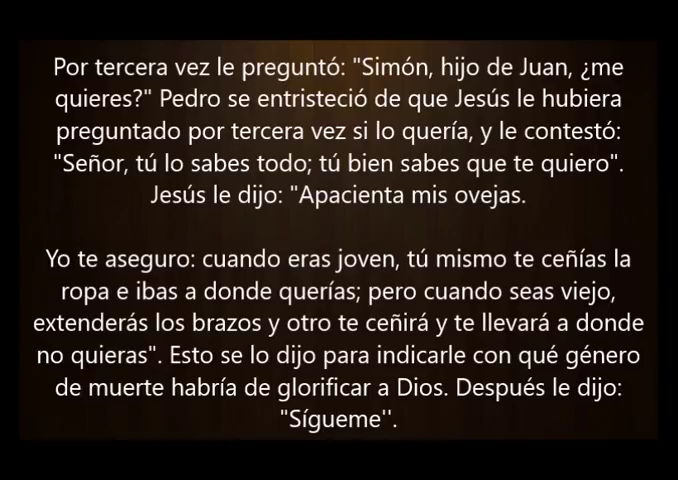 Por tercera vez le preguntó: "Simón, hijo de Juan, ¿me
quieres?" Pedro se entristeció de que Jesús le hubiera
preguntado por tercera vez si lo quería, y le contestó:
"Señor, tú lo sabes todo; tú bien sabes que te quiero".
Jesús le dijo: "Apacienta mis ovejas.
Yo te aseguro: cuando eras joven, tú mismo te ceñías la
ropa e ibas a donde querías; pero cuando seas viejo,
extenderás los brazos y otro te ceñirá y te llevará a donde
no quieras". Esto se lo dijo para indicarle con qué género
de muerte habría de glorificar a Dios. Después le dijo:
"Sígueme''.